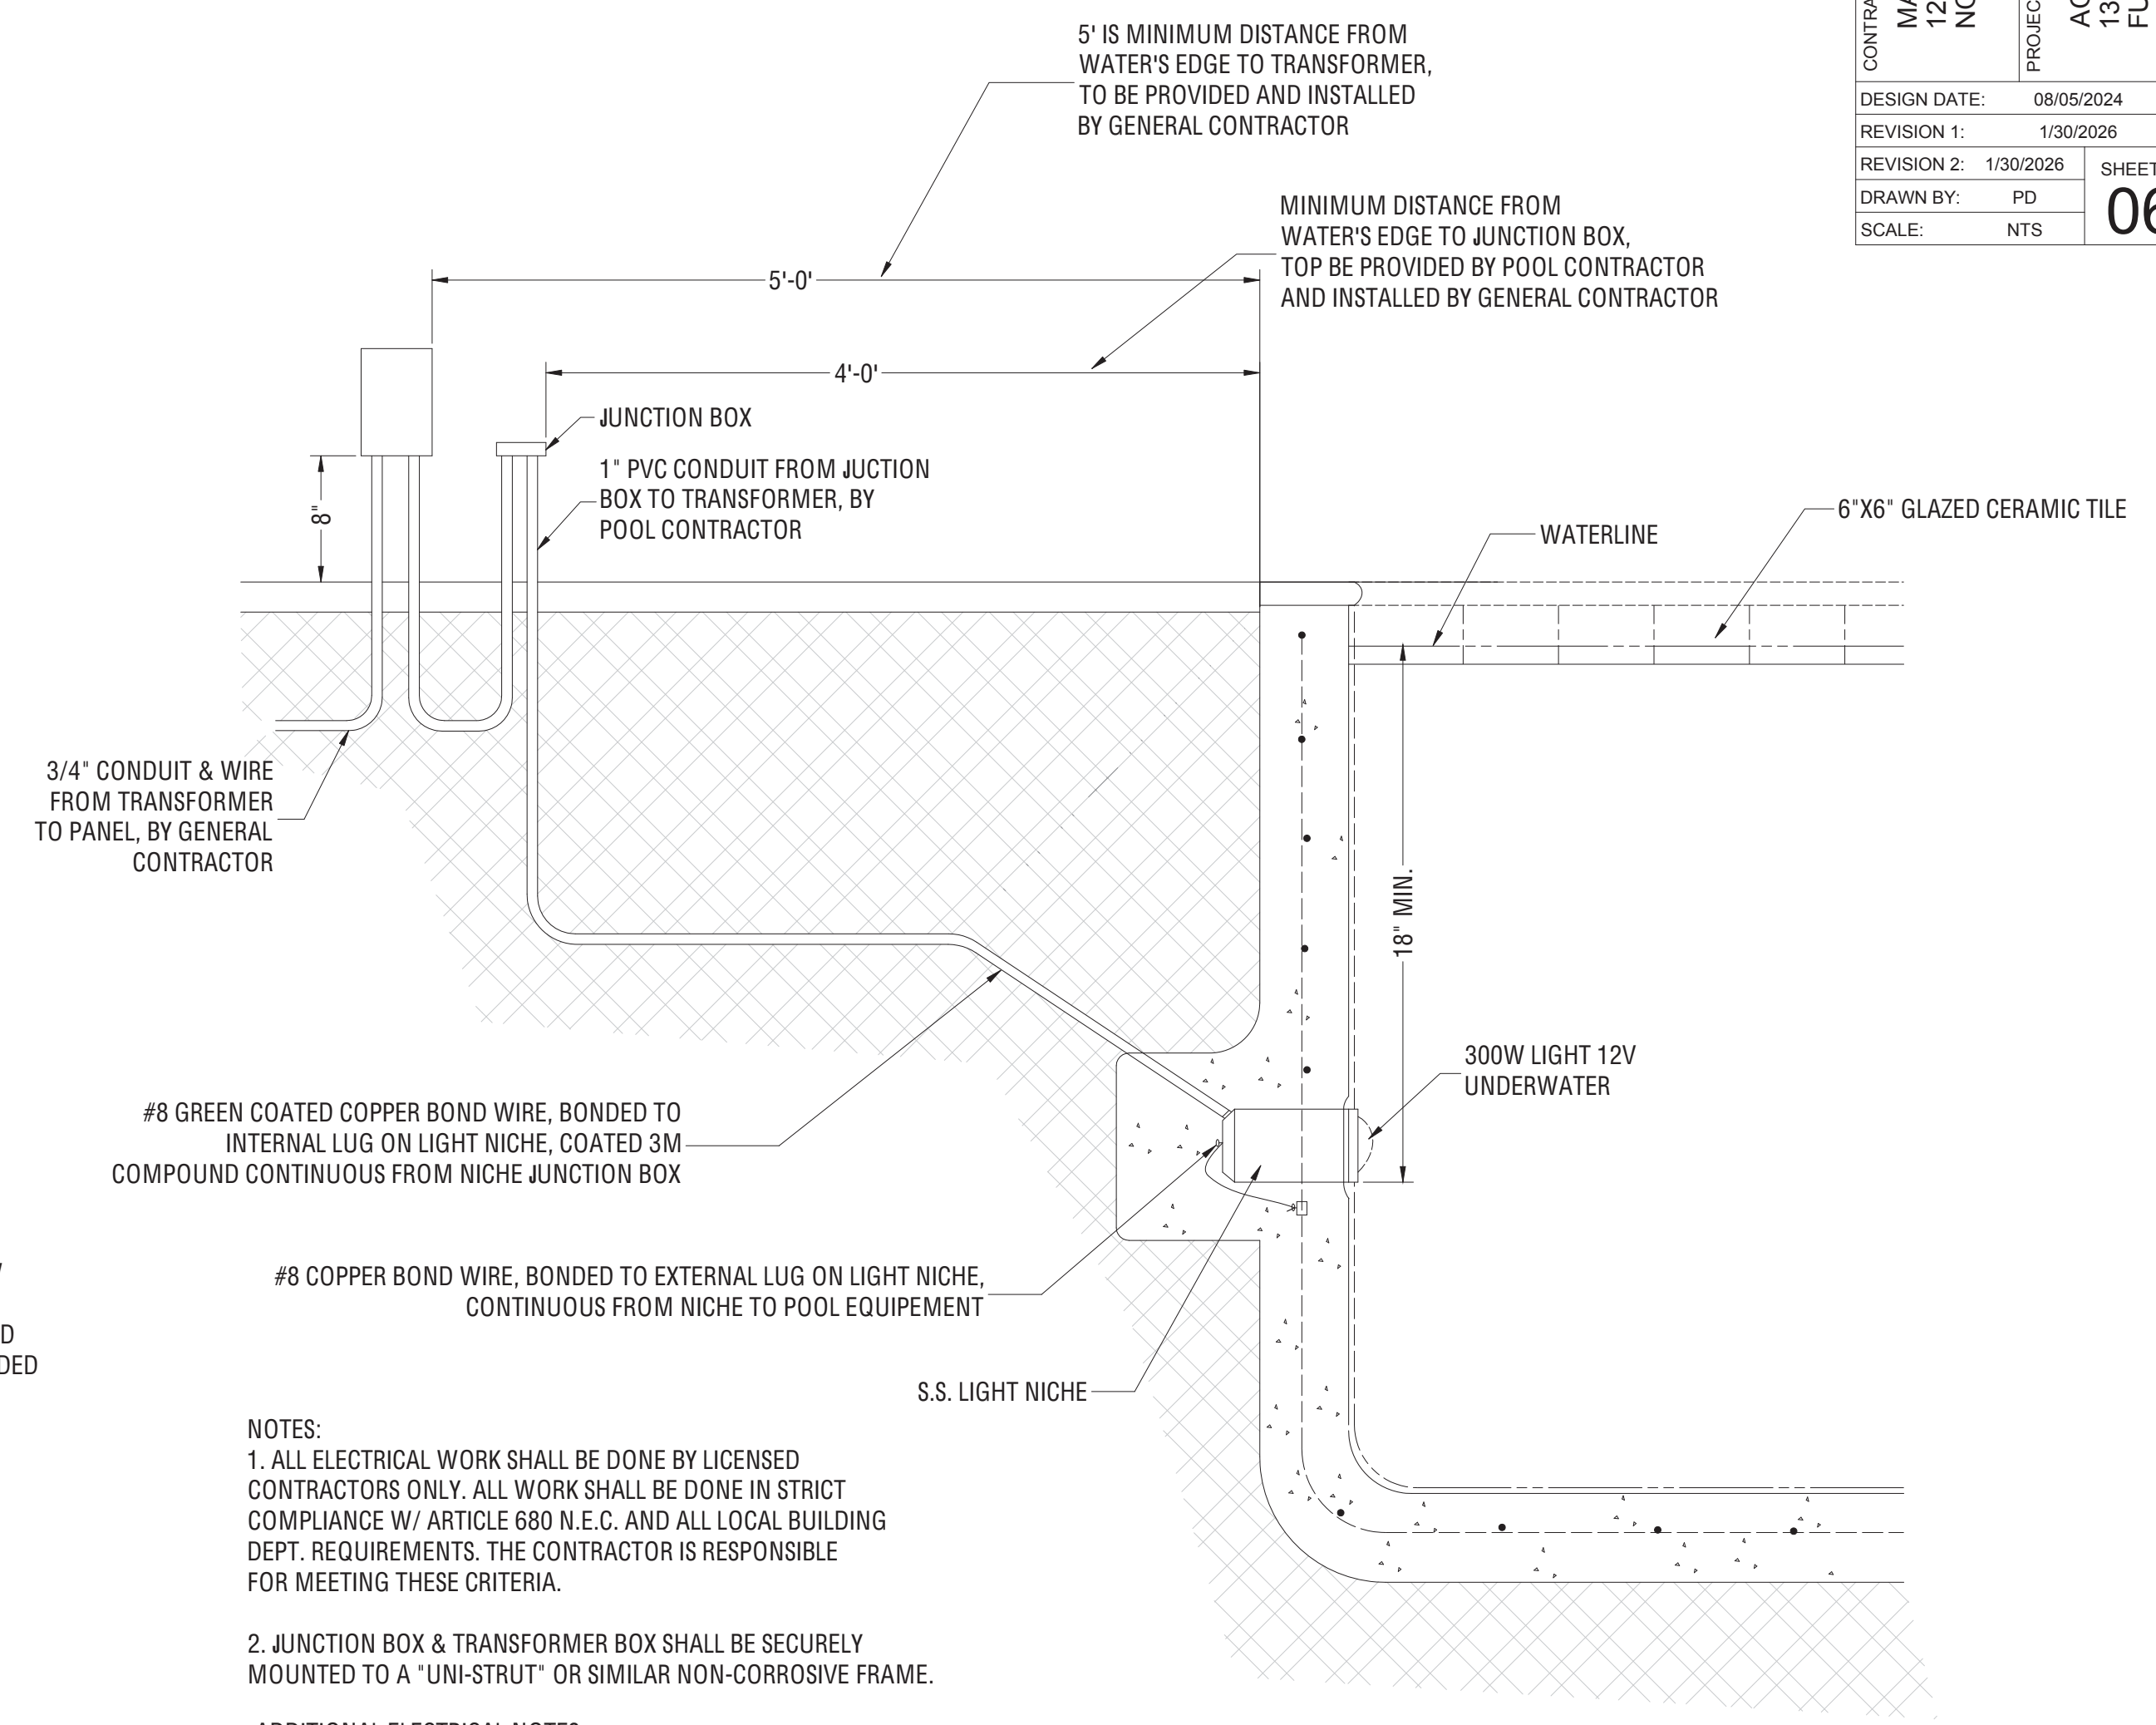 5' IS MINIMUM DISTANCE FROM
WATER'S EDGE TO TRANSFORMER,
TO BE PROVIDED AND INSTALLED
BY GENERAL CONTRACTOR
DESIGN DATE: 08/05/2024
REVISION 1: 1/30/2026
REVISION 2: 1/30/2026
DRAWN BY: PD
SCALE: NTS
SHEET
06
MINIMUM DISTANCE FROM
WATER'S EDGE TO JUNCTION BOX,
TOP BE PROVIDED BY POOL CONTRACTOR
AND INSTALLED BY GENERAL CONTRACTOR
5'-0'
4'-0'
JUNCTION BOX
1" PVC CONDUIT FROM JUCTION
BOX TO TRANSFORMER, BY
POOL CONTRACTOR
8"
WATERLINE
6"X6" GLAZED CERAMIC TILE
3/4" CONDUIT & WIRE
FROM TRANSFORMER
TO PANEL, BY GENERAL
CONTRACTOR
18" MIN.
300W LIGHT 12V
UNDERWATER
#8 GREEN COATED COPPER BOND WIRE, BONDED TO
INTERNAL LUG ON LIGHT NICHE, COATED 3M
COMPOUND CONTINUOUS FROM NICHE JUNCTION BOX
#8 COPPER BOND WIRE, BONDED TO EXTERNAL LUG ON LIGHT NICHE,
CONTINUOUS FROM NICHE TO POOL EQUIPEMENT
S.S. LIGHT NICHE
NOTES:
1. ALL ELECTRICAL WORK SHALL BE DONE BY LICENSED
CONTRACTORS ONLY. ALL WORK SHALL BE DONE IN STRICT
COMPLIANCE W/ ARTICLE 680 N.E.C. AND ALL LOCAL BUILDING
DEPT. REQUIREMENTS. THE CONTRACTOR IS RESPONSIBLE
FOR MEETING THESE CRITERIA.
2. JUNCTION BOX & TRANSFORMER BOX SHALL BE SECURELY
MOUNTED TO A "UNI-STRUT" OR SIMILAR NON-CORROSIVE FRAME.
ADDITIONAL ELECTRICAL NOTES